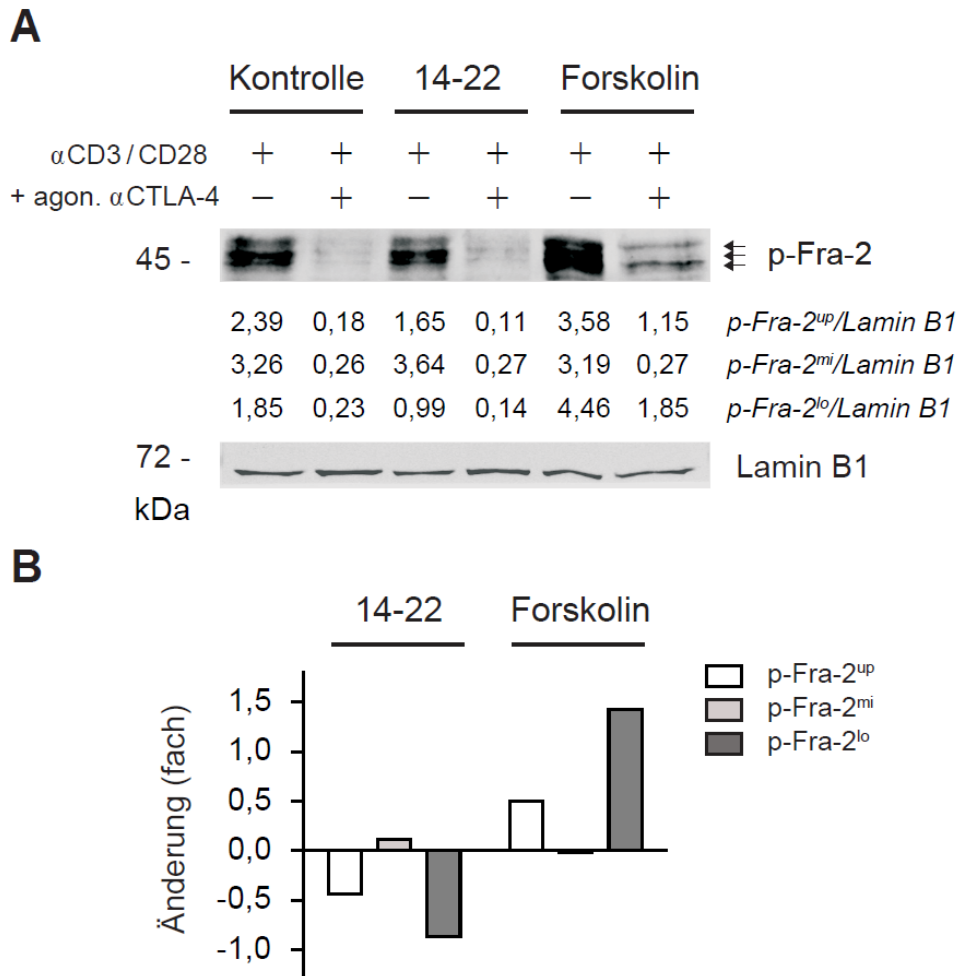 A
Kontrolle 14-22 Forskolin
αCD3 / CD28 + + + + + +
+ agon. αCTLA-4 − + − + − +
45 - p-Fra-2
2,39 0,18 1,65 0,11 3,58 1,15 p-Fra-2ᵘᵖ/Lamin B1
3,26 0,26 3,64 0,27 3,19 0,27 p-Fra-2ᵐⁱ/Lamin B1
1,85 0,23 0,99 0,14 4,46 1,85 p-Fra-2ˡᵒ/Lamin B1
72 - Lamin B1
kDa
B
14-22 Forskolin
p-Fra-2ᵘᵖ
p-Fra-2ᵐⁱ
p-Fra-2ˡᵒ
Änderung (fach)
1,5
1,0
0,5
0,0
-0,5
-1,0